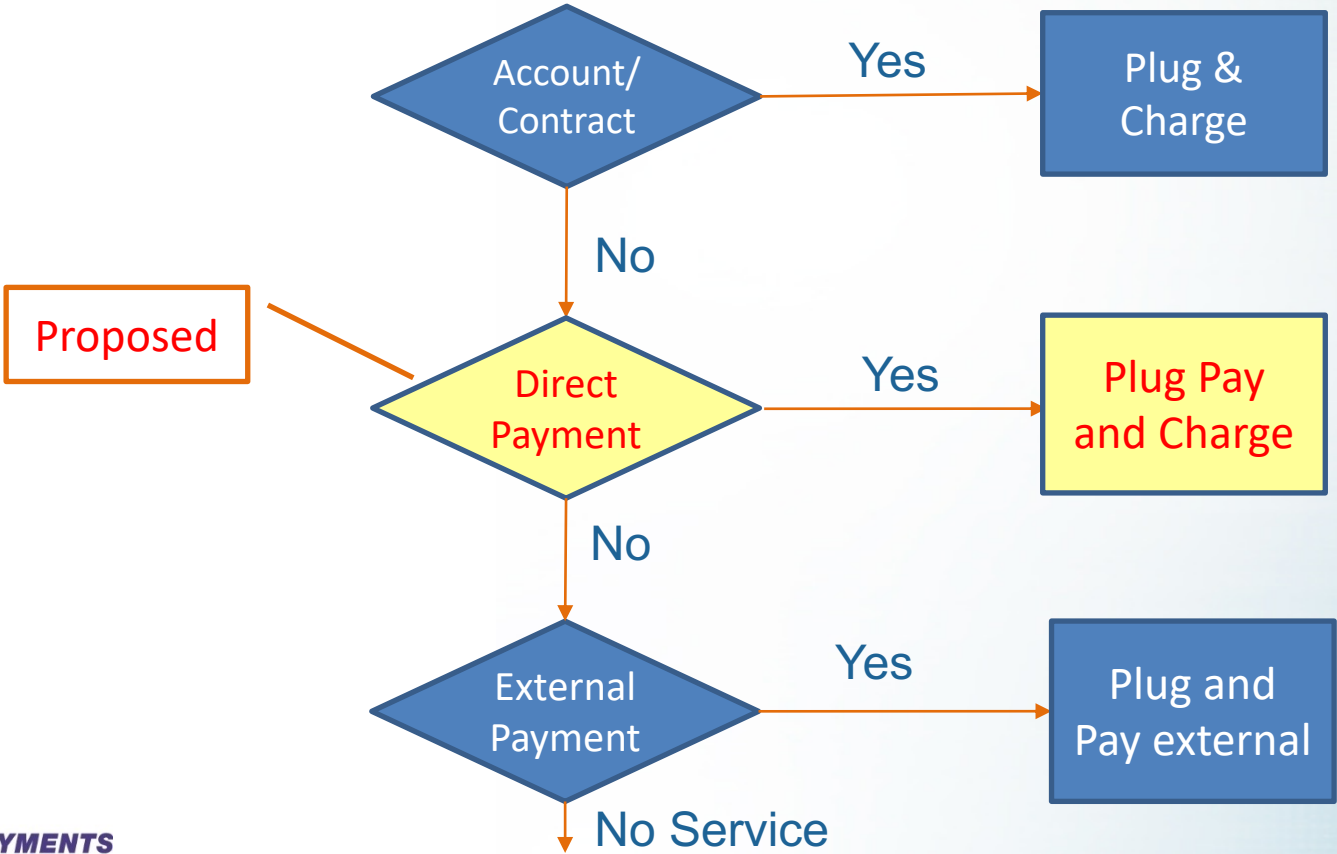 Account/
Contract
Yes
Plug &
Charge
No
Proposed
Direct
Payment
Yes
Plug Pay
and Charge
No
External
Payment
Yes
Plug and
Pay external
No Service
YMENTS